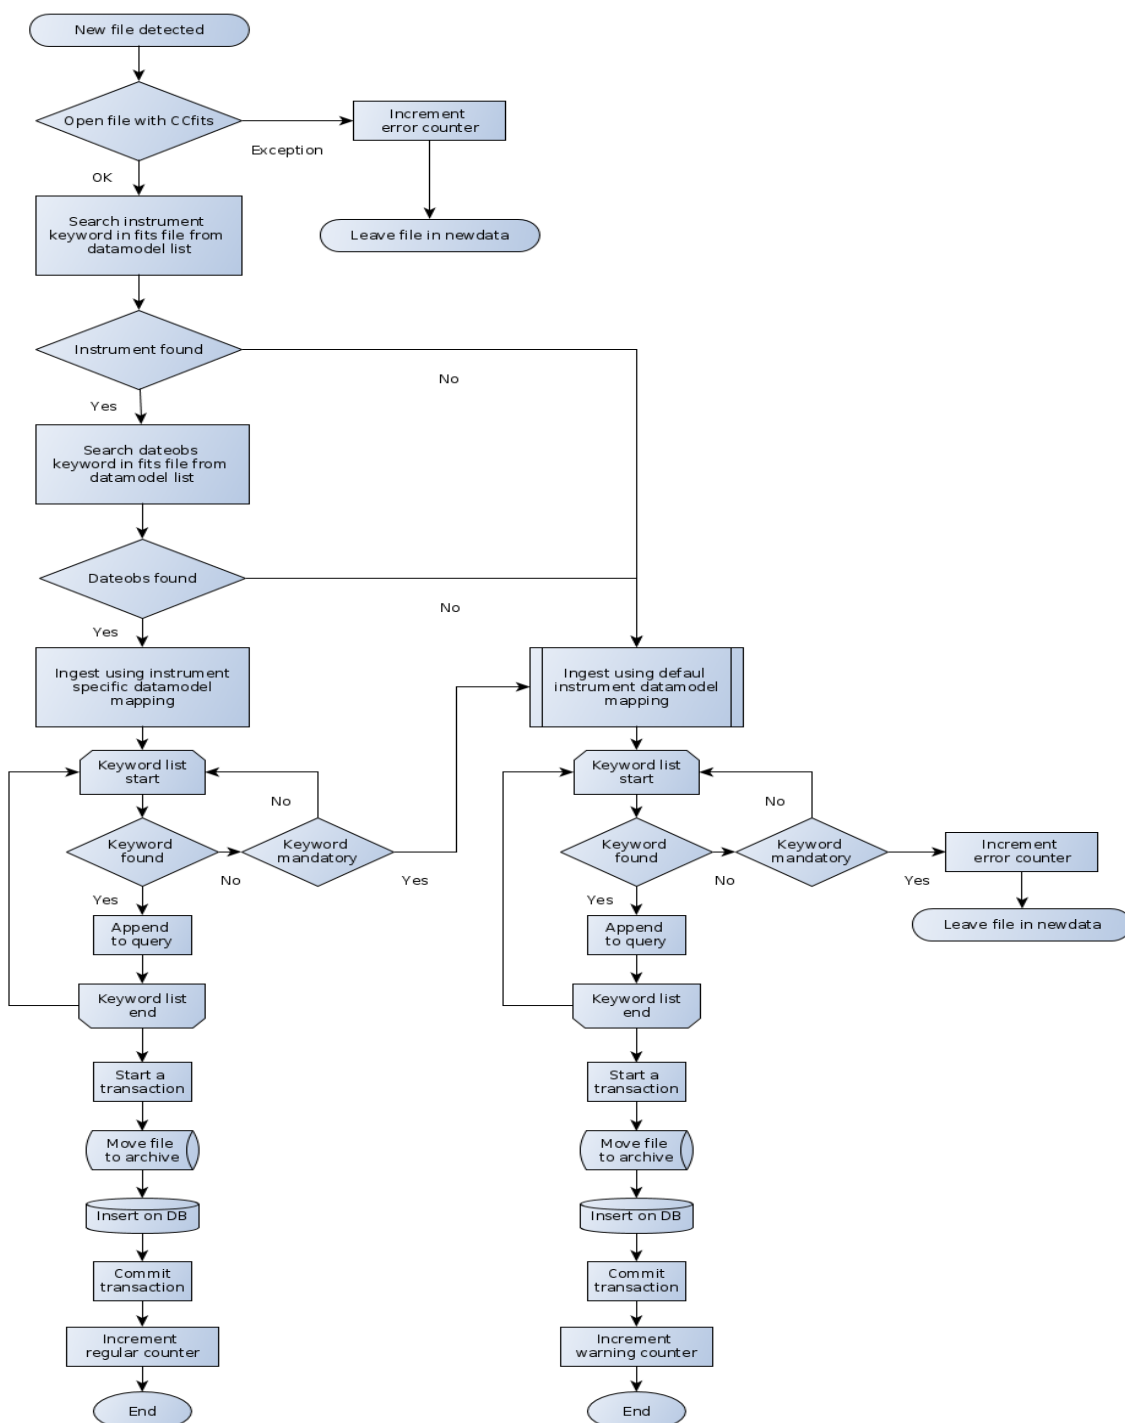 New file detected
Open file with CCfits
Increment
error counter
Exception
OK
Search instrument
keyword in fits file from
datamodel list
Leave file in newdata
Instrument found
No
Yes
Search dateobs
keyword in fits file from
datamodel list
Dateobs found
No
Yes
Ingest using instrument
specific datamodel
mapping
Ingest using defaul
instrument datamodel
mapping
Keyword list
start
No
Keyword
found
Keyword
mandatory
No
Yes
Yes
Append
to query
Keyword list
end
Start a
transaction
Move file
to archive
Insert on DB
Commit
transaction
Increment
regular counter
End
Keyword list
start
No
Keyword
found
Keyword
mandatory
Increment
error counter
No
Yes
Yes
Leave file in newdata
Append
to query
Keyword list
end
Start a
transaction
Move file
to archive
Insert on DB
Commit
transaction
Increment
warning counter
End